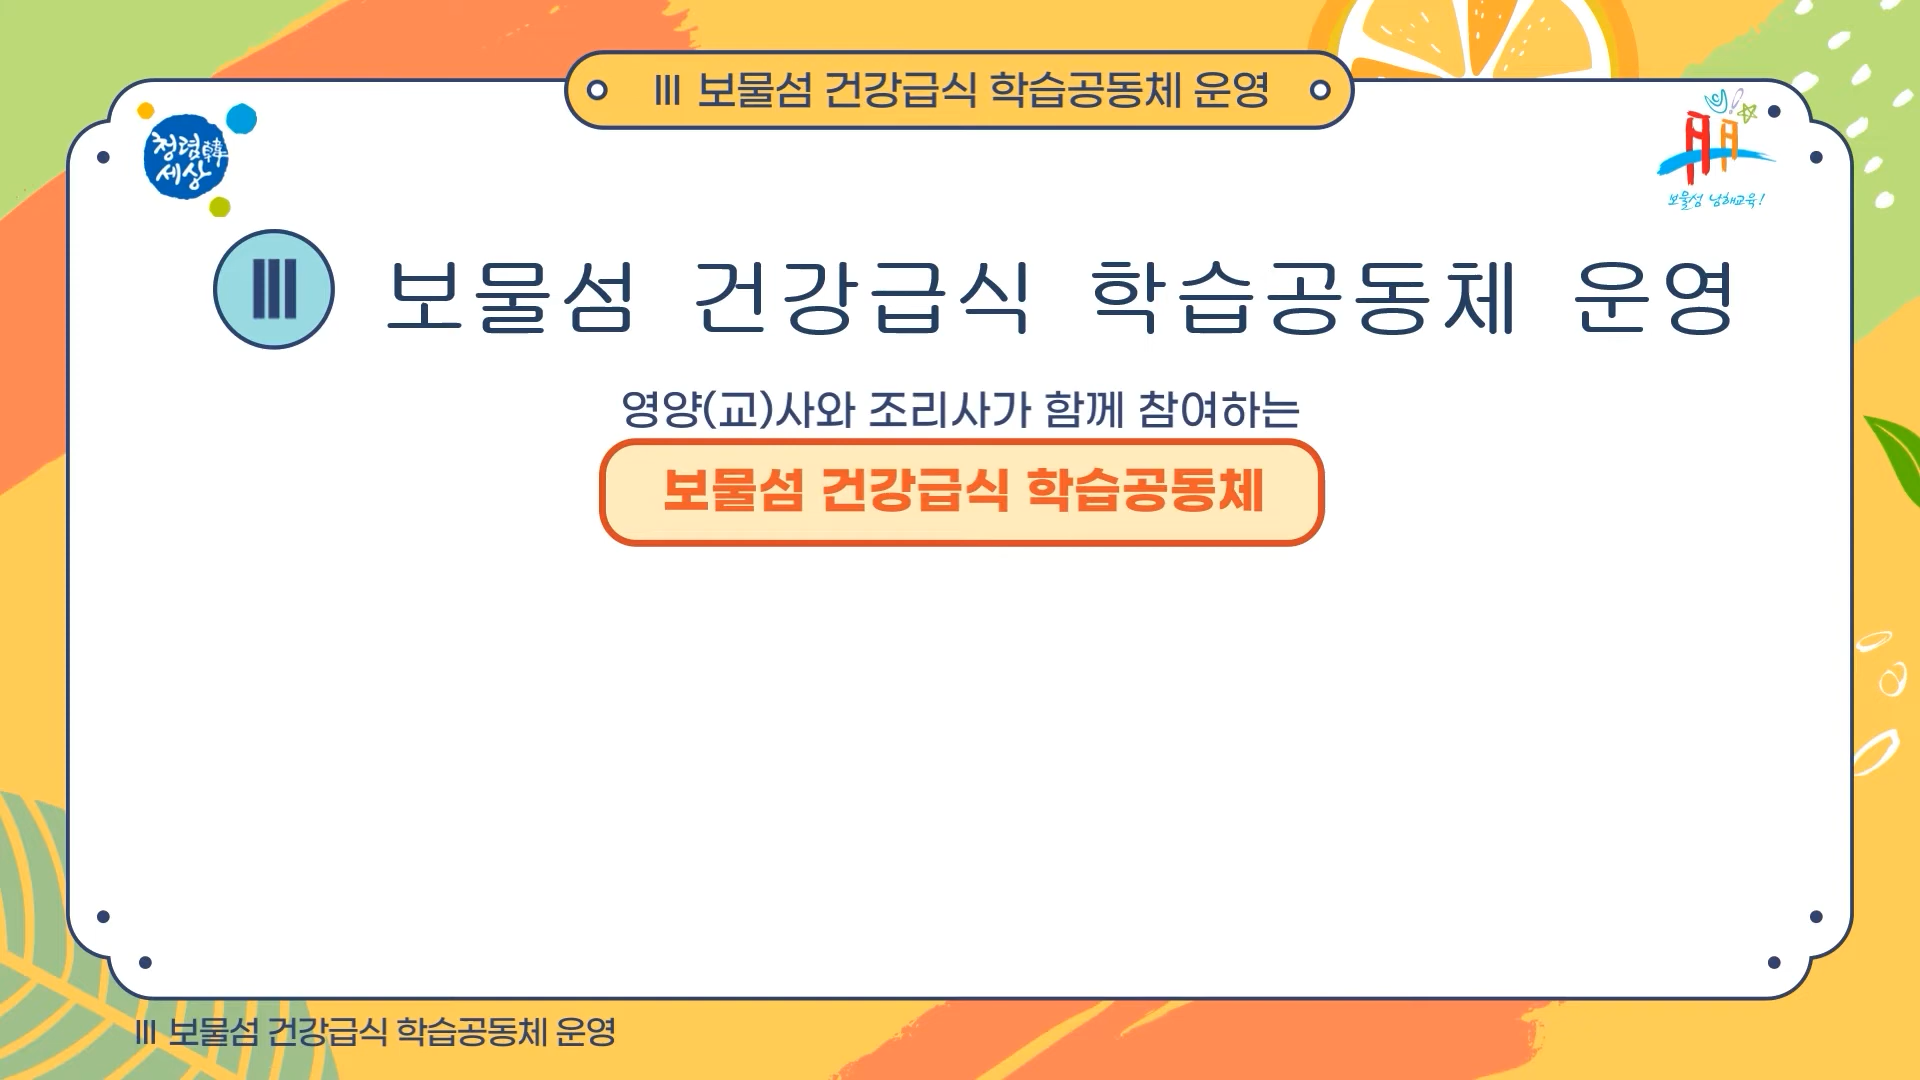 Ⅲ 보물섬 건강급식 학습공동체 운영
청렴韓
세상
보물섬 남해교육!
Ⅲ 보물섬 건강급식 학습공동체 운영
영양(교)사와 조리사가 함께 참여하는
보물섬 건강급식 학습공동체
Ⅲ 보물섬 건강급식 학습공동체 운영